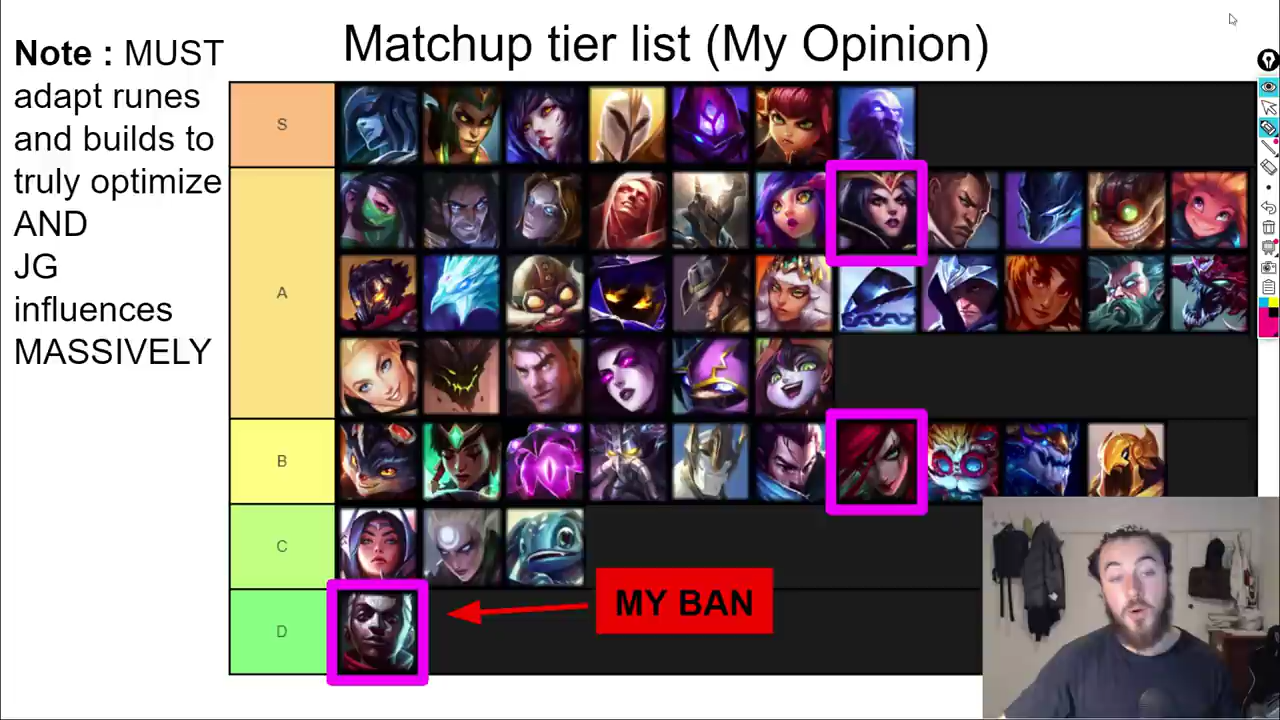 Matchup tier list (My Opinion)
Note : MUST
adapt runes
and builds to
truly optimize
AND
JG
influences
MASSIVELY
S
A
B
C
D
MY BAN